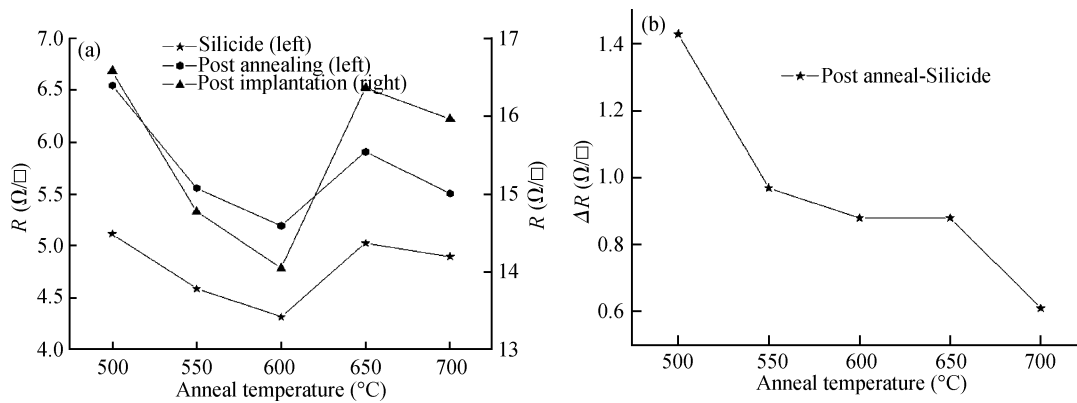 (a)
Silicide (left)
Post annealing (left)
Post implantation (right)
7.0
6.5
6.0
5.5
5.0
4.5
4.0
R (Ω/□)
17
16
15
14
13
R (Ω/□)
500 550 600 650 700
Anneal temperature (°C)
(b)
Post anneal-Silicide
1.4
1.2
1.0
0.8
0.6
ΔR (Ω/□)
500 550 600 650 700
Anneal temperature (°C)